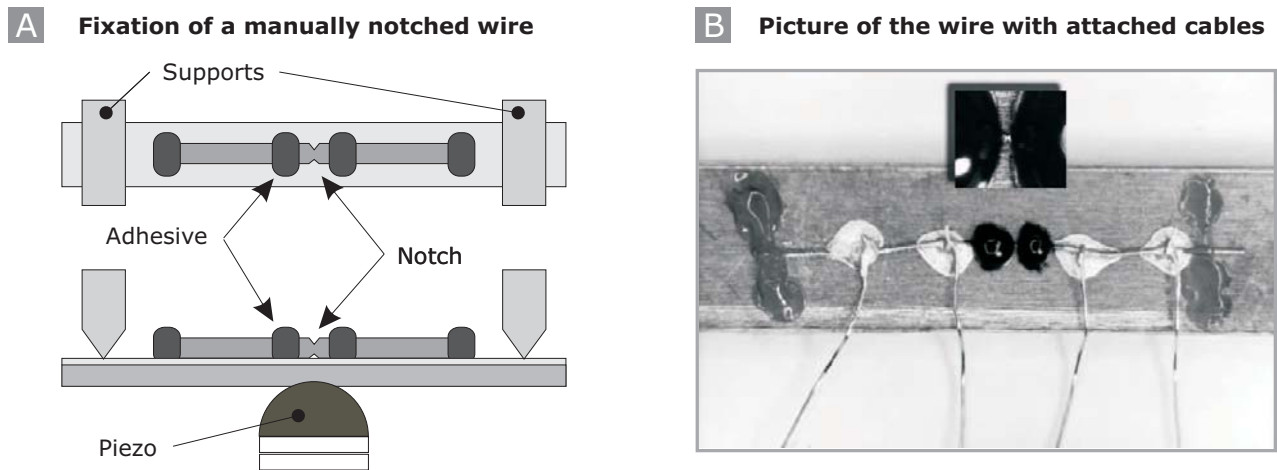 A Fixation of a manually notched wire
Supports
Adhesive
Notch
Piezo
B Picture of the wire with attached cables